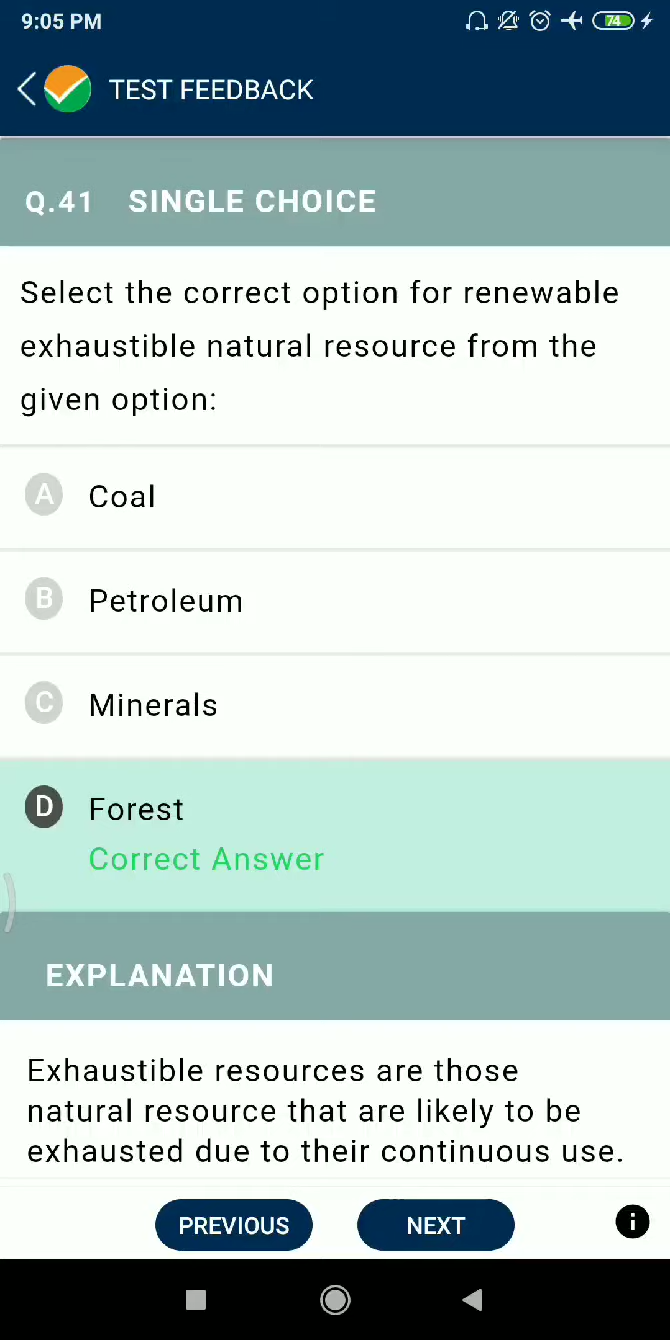 9:05 PM
74
TEST FEEDBACK
Q.41 SINGLE CHOICE
Select the correct option for renewable
exhaustible natural resource from the
given option:
A Coal
B Petroleum
C Minerals
D Forest
Correct Answer
EXPLANATION
Exhaustible resources are those
natural resource that are likely to be
exhausted due to their continuous use.
PREVIOUS NEXT i